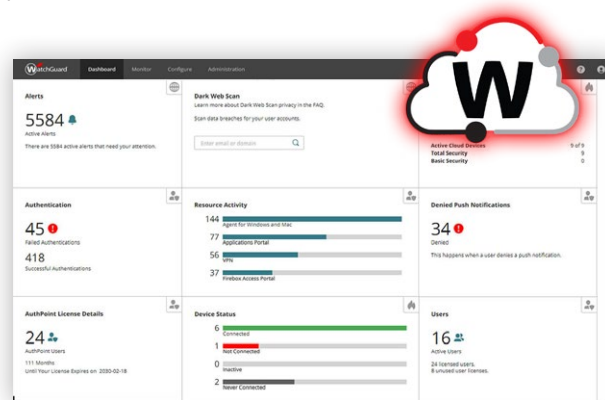 WatchGuard Dashboard Monitor Configure Administration
W
Alerts
5584
Active Alerts
There are 5584 active alerts that need your attention.
Dark Web Scan
Learn more about Dark Web Scan privacy in the FAQ.
Scan data breaches for your user accounts.
Enter email or domain
Active Cloud Devices 9 of 9
Total Security 9
Basic Security 0
Authentication
45
Failed Authentications
418
Successful Authentications
Resource Activity
144
Agent for Windows and Mac
77
Applications Portal
56
VPN
37
Firebox Access Portal
Denied Push Notifications
34
Denied
This happens when a user denies a push notification.
AuthPoint License Details
24
AuthPoint Users
111 Months
Until Your License Expires on 2030-02-18
Device Status
6
Connected
1
Not Connected
0
Inactive
2
Never Connected
Users
16
Active Users
24 licensed users.
8 unused user licenses.